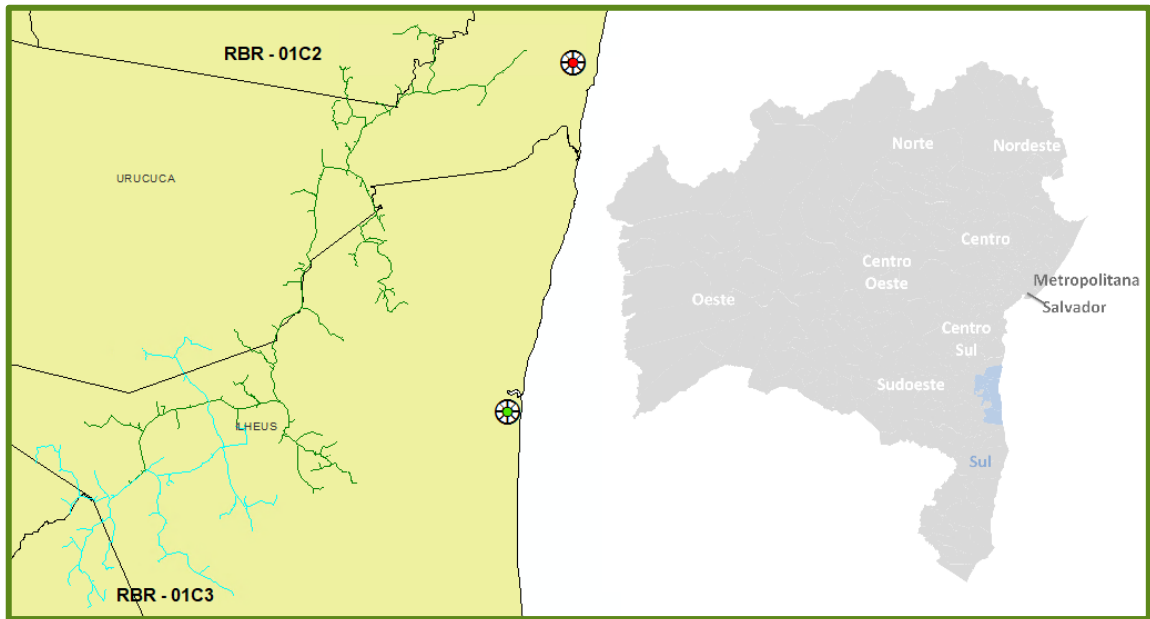 RBR - 01C2
URUCUCA
ILHEUS
RBR - 01C3
Norte
Nordeste
Centro
Centro
Oeste
Oeste
Metropolitana
Salvador
Centro
Sul
Sudoeste
Sul